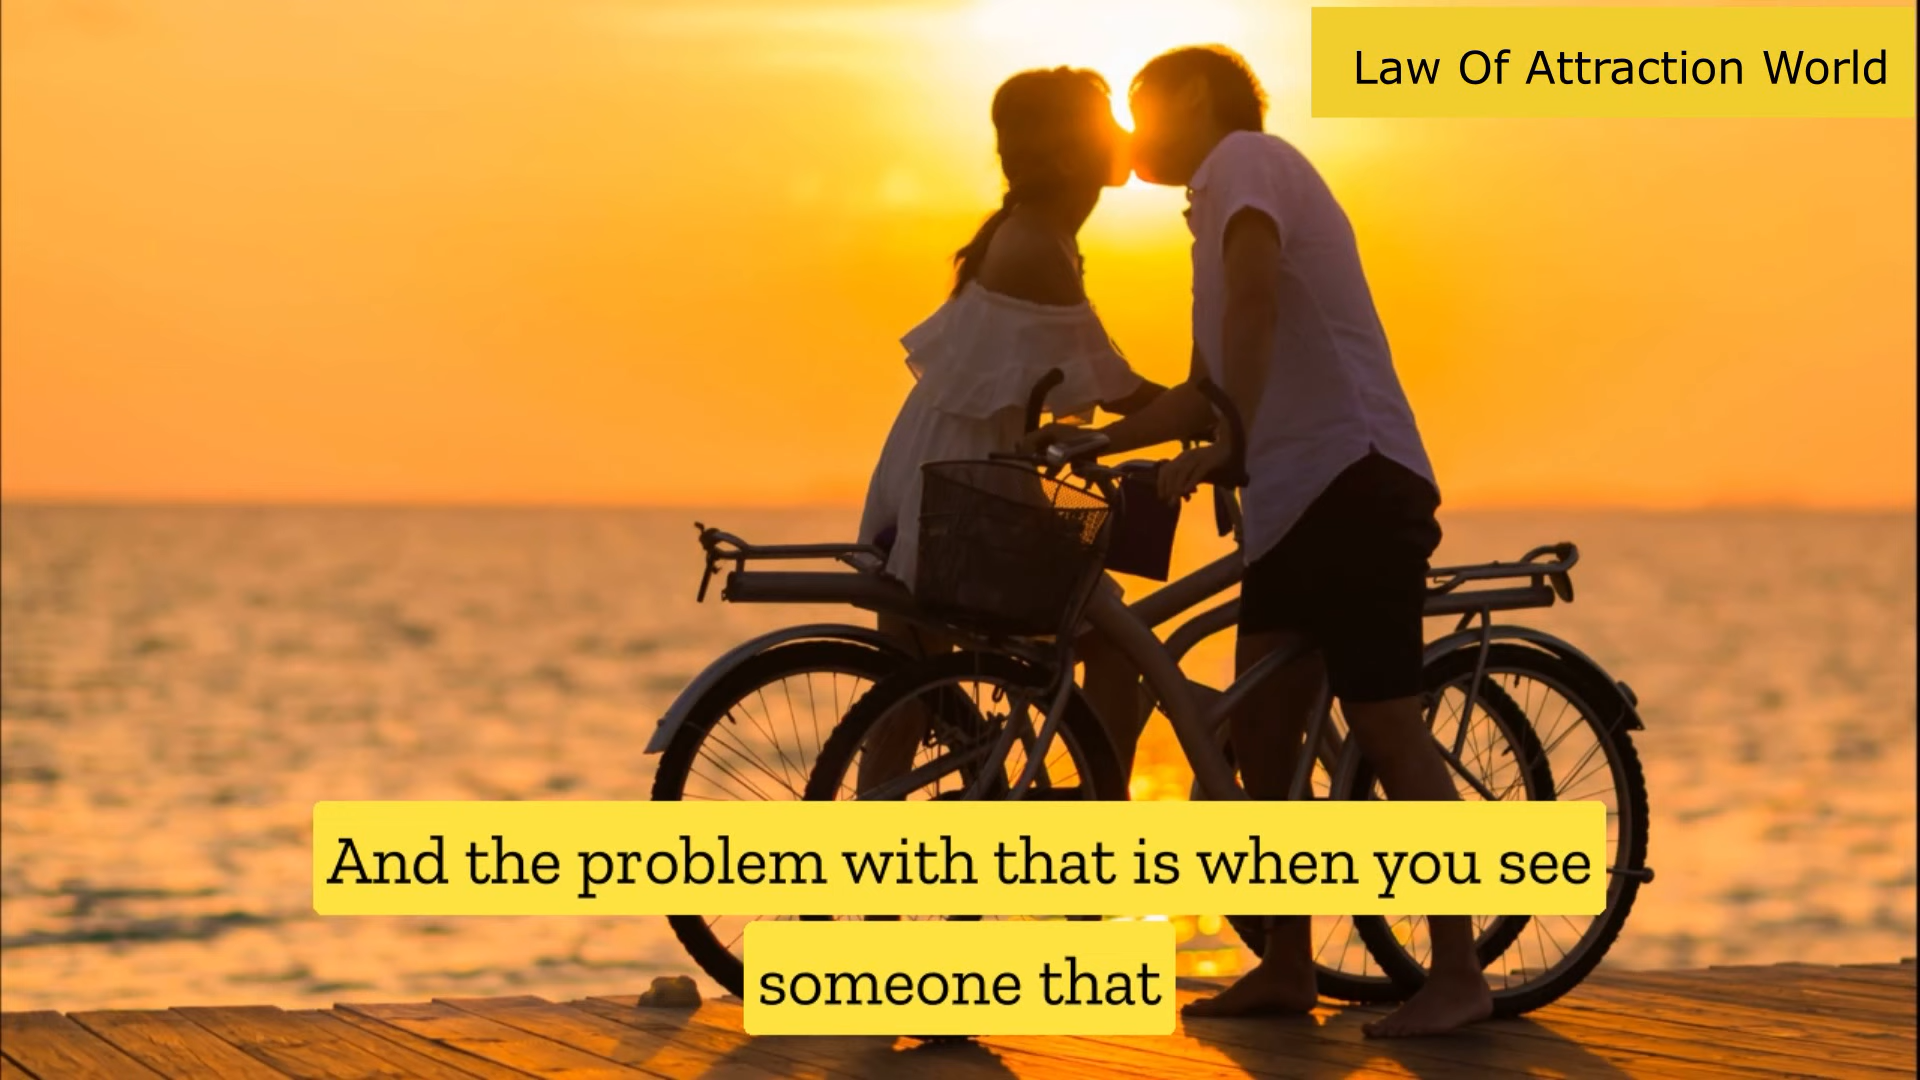 Law Of Attraction World
And the problem with that is when you see
someone that